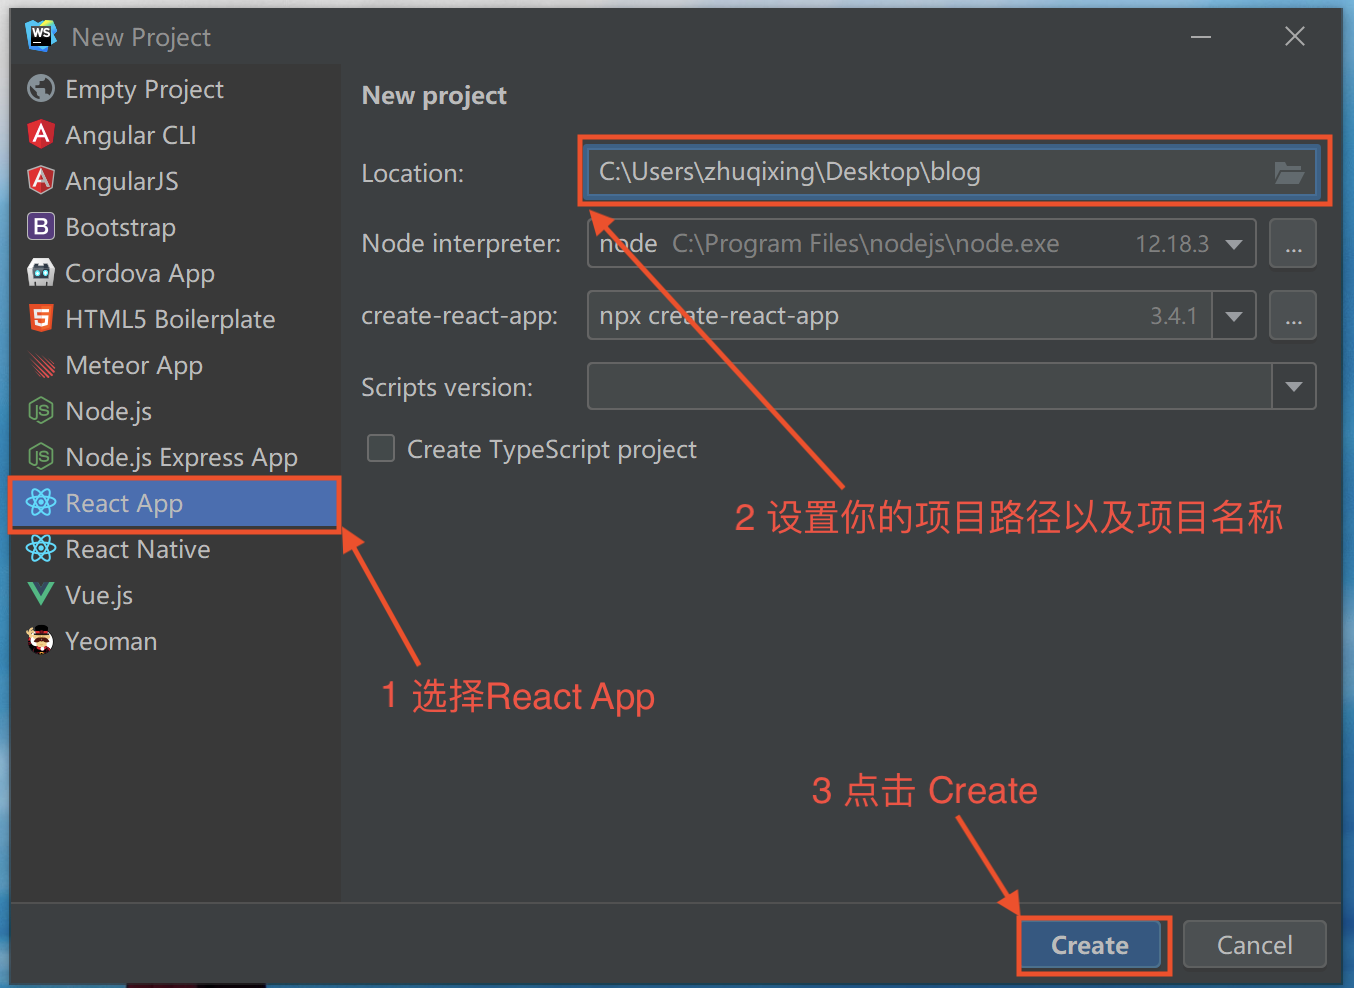 WS
New Project
Empty Project
Angular CLI
AngularJS
Bootstrap
Cordova App
HTML5 Boilerplate
Meteor App
Node.js
Node.js Express App
React App
React Native
Vue.js
Yeoman
New project
Location: C:\Users\zhuqixing\Desktop\blog
Node interpreter: node C:\Program Files\nodejs\node.exe 12.18.3 ...
create-react-app: npx create-react-app 3.4.1 ...
Scripts version:
Create TypeScript project
2 设置你的项目路径以及项目名称
1 选择React App
3 点击 Create
Create Cancel